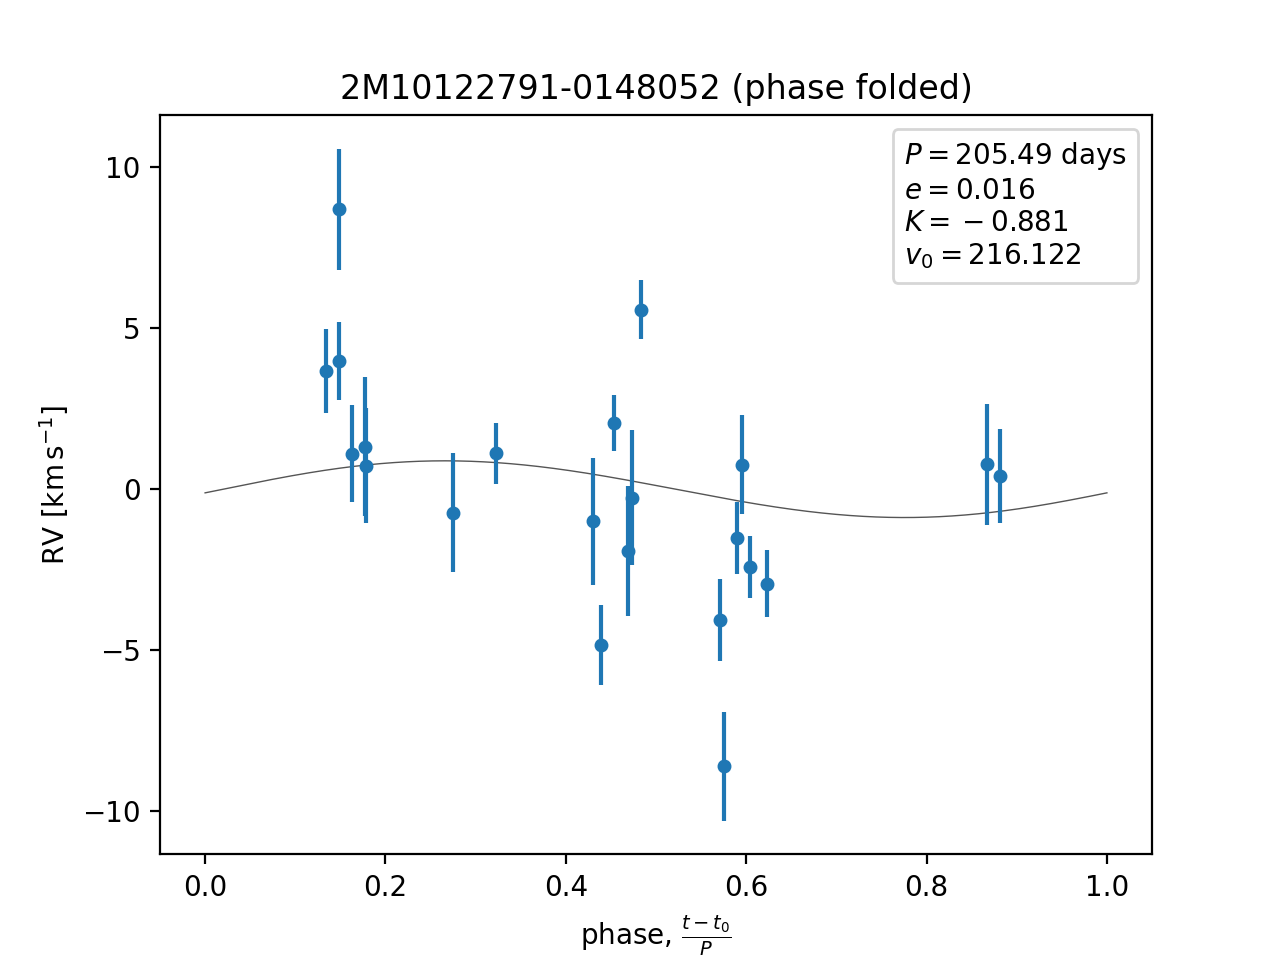 2M10122791-0148052 (phase folded)
P = 205.49 days
e = 0.016
K = −0.881
v₀ = 216.122
10
5
0
−5
−10
RV [km s⁻¹]
0.0 0.2 0.4 0.6 0.8 1.0
phase, (t − t₀)/P